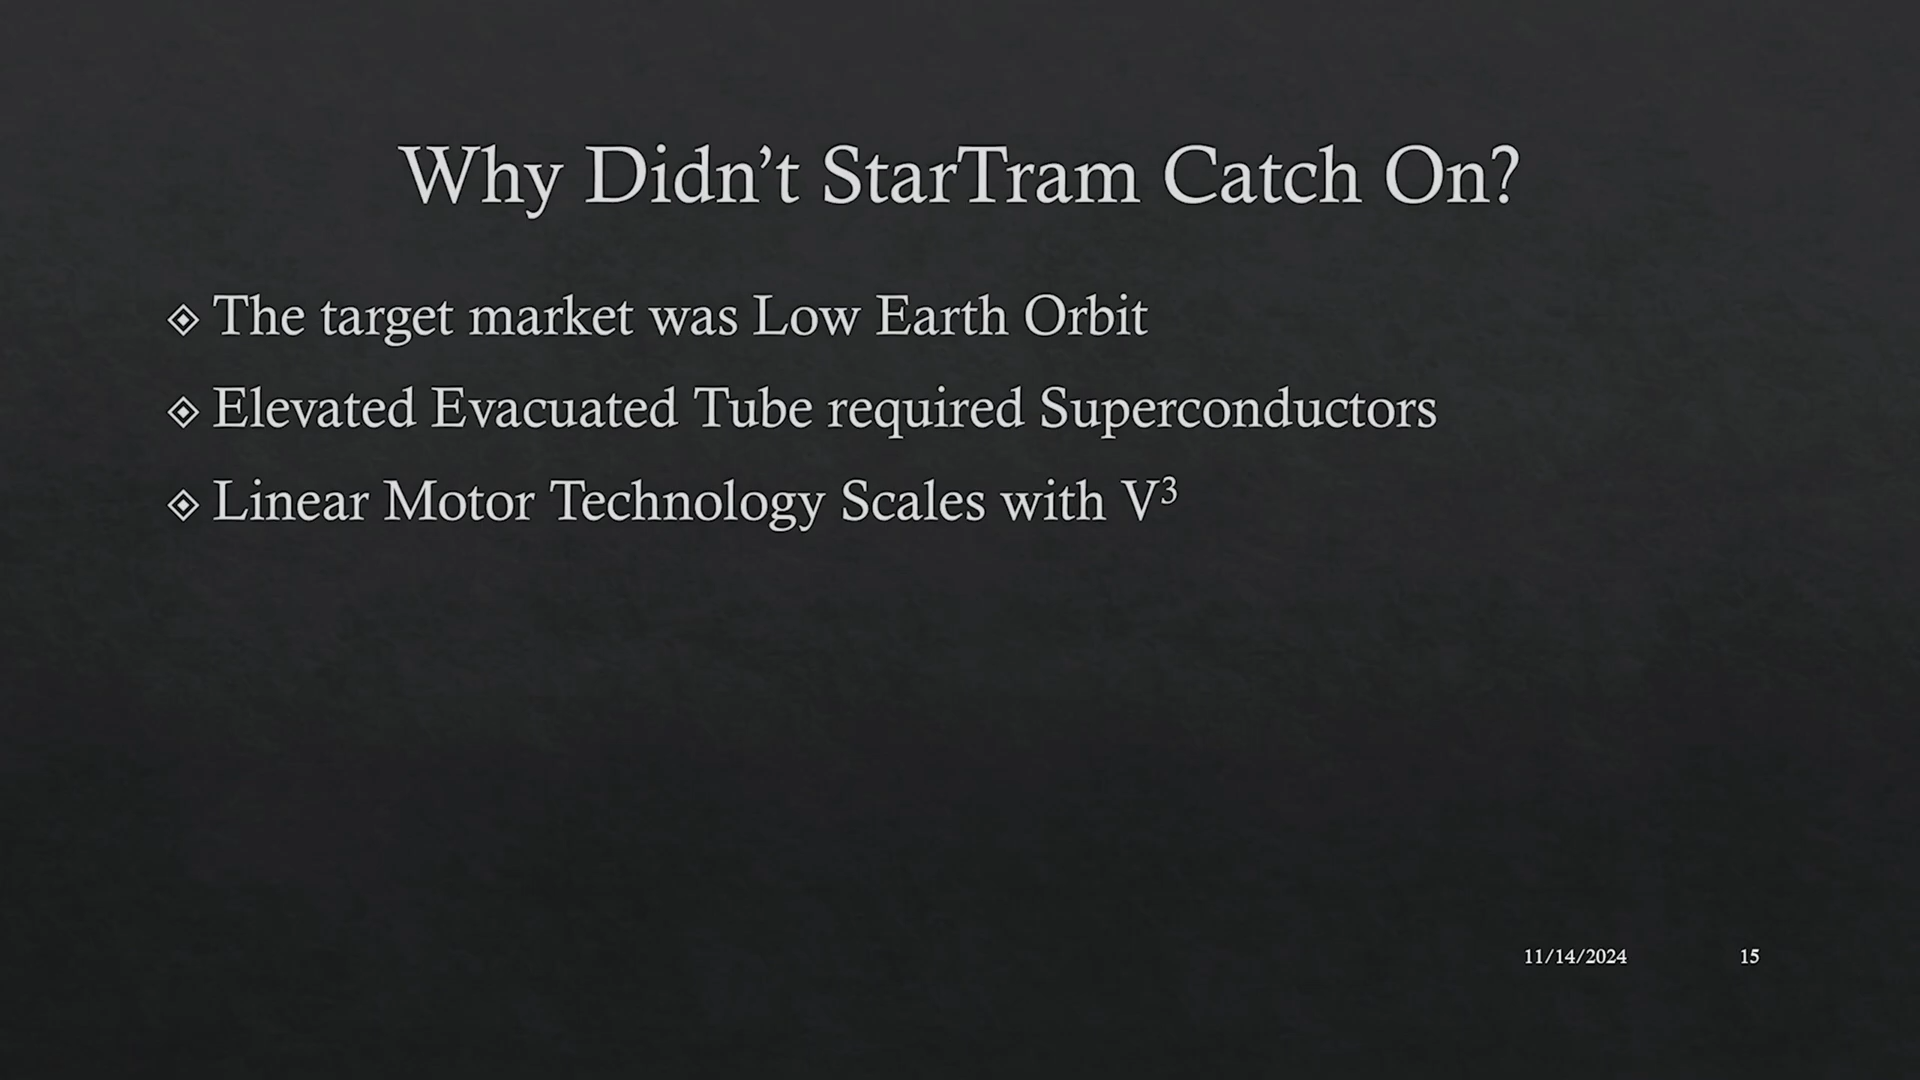 Why Didn’t StarTram Catch On?
The target market was Low Earth Orbit
Elevated Evacuated Tube required Superconductors
Linear Motor Technology Scales with V³
11/14/2024 15